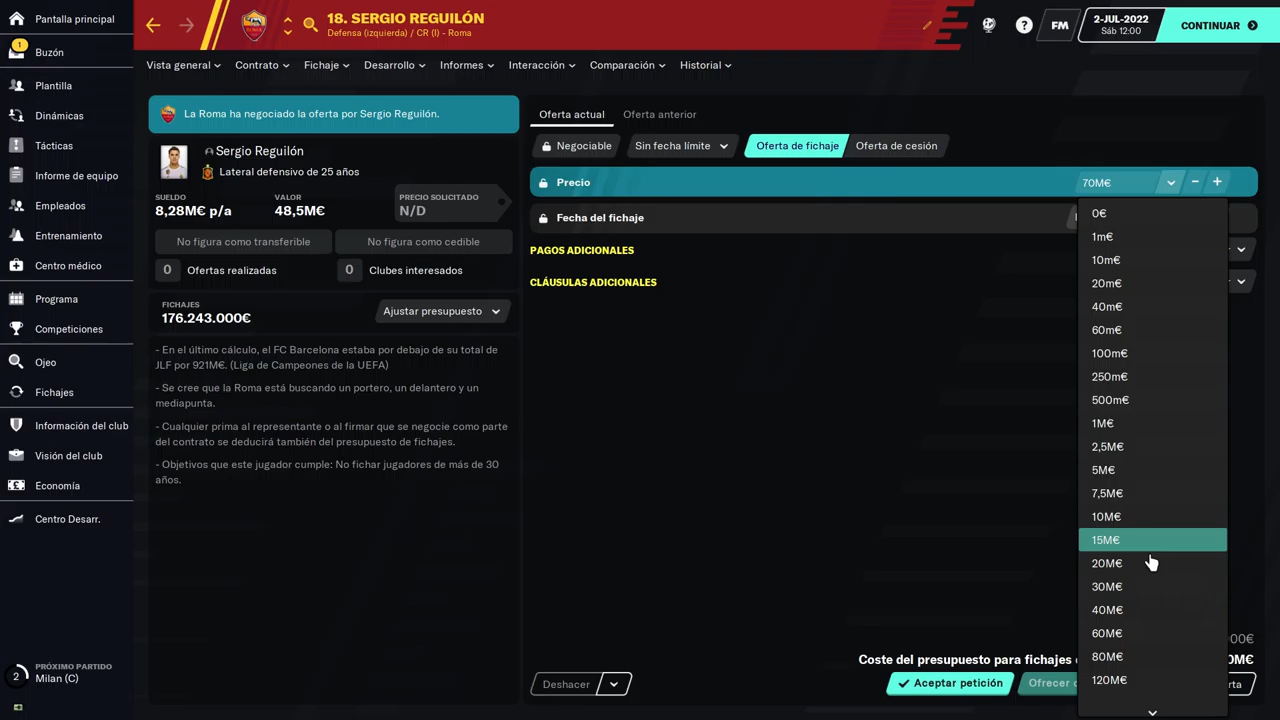 Pantalla principal
1
Buzón
Plantilla
Dinámicas
Tácticas
Informe de equipo
Empleados
Entrenamiento
Centro médico
Programa
Competiciones
Ojeo
Fichajes
Información del club
Visión del club
Economía
Centro Desarr.
2
PRÓXIMO PARTIDO
Milan (C)
18. SERGIO REGUILÓN
Defensa (izquierda) / CR (I) - Roma
FM
2-JUL-2022
Sáb 12:00
CONTINUAR
Vista general
Contrato
Fichaje
Desarrollo
Informes
Interacción
Comparación
Historial
La Roma ha negociado la oferta por Sergio Reguilón.
Sergio Reguilón
Lateral defensivo de 25 años
SUELDO
8,28M€ p/a
VALOR
48,5M€
PRECIO SOLICITADO
N/D
No figura como transferible
No figura como cedible
0 Ofertas realizadas
0 Clubes interesados
FICHAJES
176.243.000€
Ajustar presupuesto
- En el último cálculo, el FC Barcelona estaba por debajo de su total de
JLF por 921M€. (Liga de Campeones de la UEFA)
- Se cree que la Roma está buscando un portero, un delantero y un
mediapunta.
- Cualquier prima al representante o al firmar que se negocie como parte
del contrato se deducirá también del presupuesto de fichajes.
- Objetivos que este jugador cumple: No fichar jugadores de más de 30
años.
Oferta actual
Oferta anterior
Negociable
Sin fecha límite
Oferta de fichaje
Oferta de cesión
Precio
70M€
Fecha del fichaje
PAGOS ADICIONALES
CLÁUSULAS ADICIONALES
0€
1m€
10m€
20m€
40m€
60m€
100m€
250m€
500m€
1M€
2,5M€
5M€
7,5M€
10M€
15M€
20M€
30M€
40M€
60M€
80M€
120M€
Coste del presupuesto para fichajes
Deshacer
Aceptar petición
Ofrecer